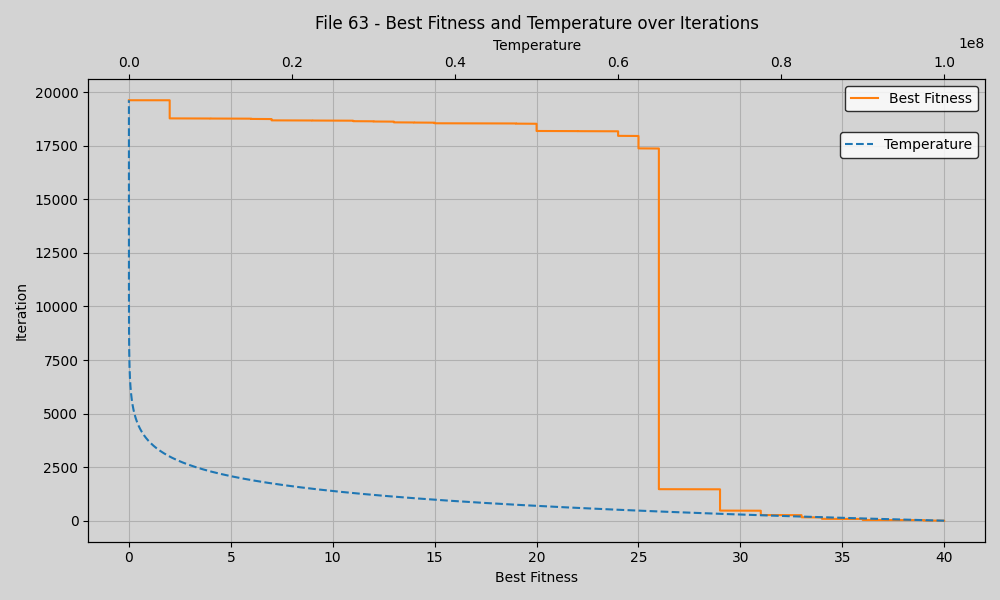 File 63 - Best Fitness and Temperature over Iterations
Temperature
1e8
0.0 0.2 0.4 0.6 0.8 1.0
Best Fitness
Temperature
Iteration
20000
17500
15000
12500
10000
7500
5000
2500
0
0 5 10 15 20 25 30 35 40
Best Fitness